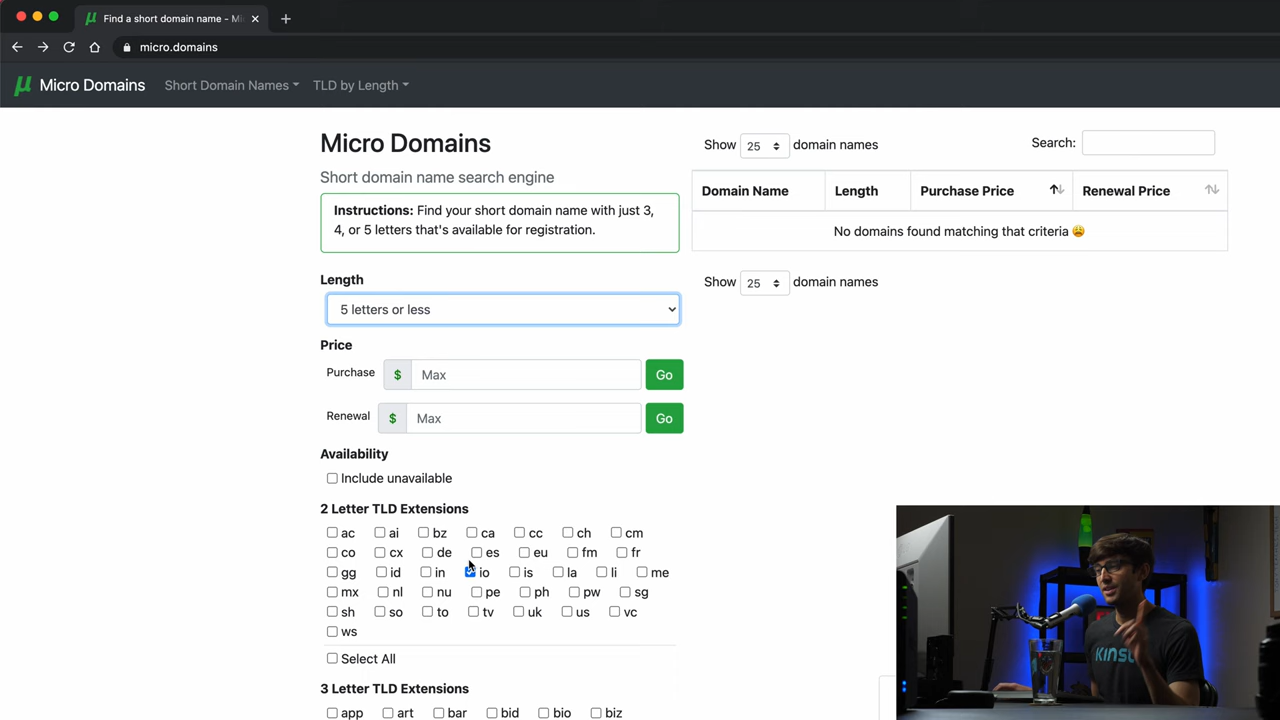 Find a short domain name - Mi
micro.domains
Micro Domains Short Domain Names TLD by Length
Micro Domains
Short domain name search engine
Instructions: Find your short domain name with just 3,
4, or 5 letters that's available for registration.
Length
5 letters or less
Price
Purchase $ Max Go
Renewal $ Max Go
Availability
Include unavailable
2 Letter TLD Extensions
ac ai bz ca cc ch cm
co cx de es eu fm fr
gg id in io is la li me
mx nl nu pe ph pw sg
sh so to tv uk us vc
ws
Select All
3 Letter TLD Extensions
app art bar bid bio biz
Show 25 domain names Search:
Domain Name Length Purchase Price Renewal Price
No domains found matching that criteria 😩
Show 25 domain names